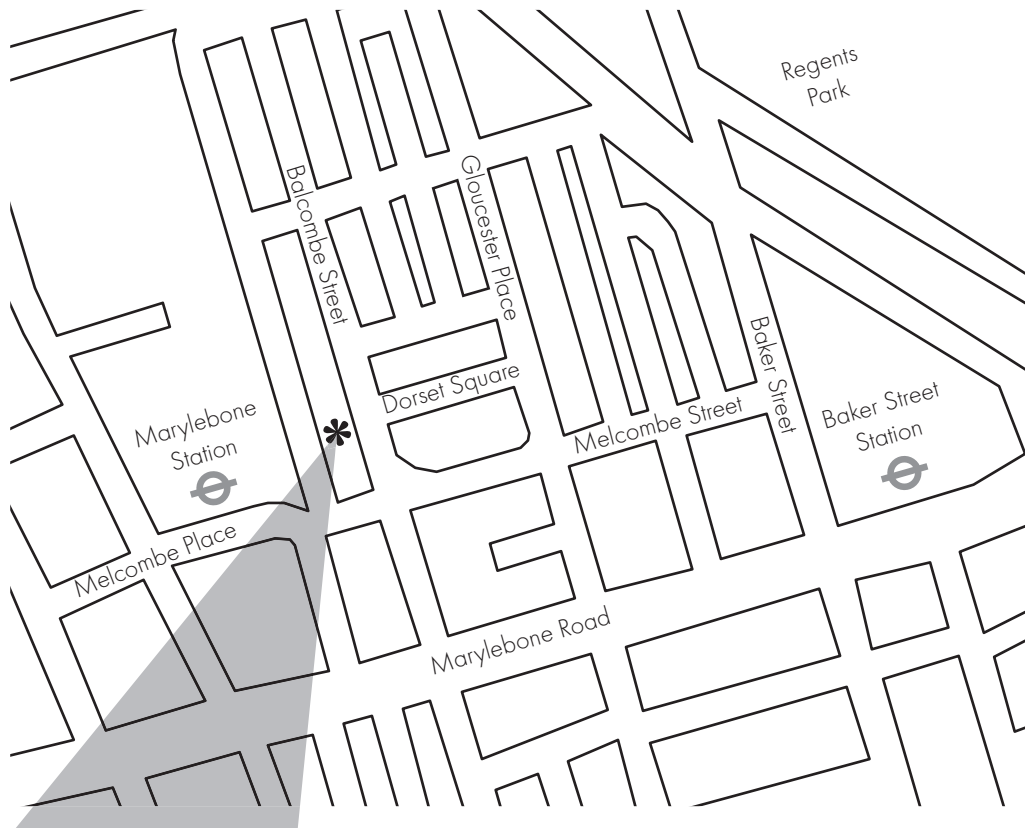 Regents
Park
Balcombe Street
Gloucester Place
Dorset Square
Baker Street
Marylebone
Station
Melcombe Street
Baker Street
Station
Melcombe Place
Marylebone Road